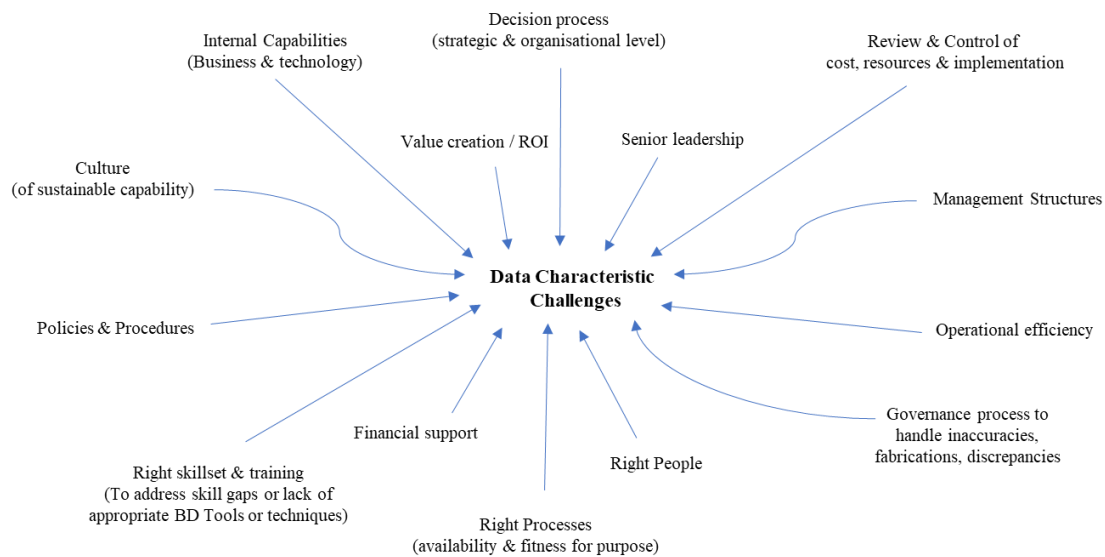 Decision process
(strategic & organisational level)
Internal Capabilities
(Business & technology)
Review & Control of
cost, resources & implementation
Value creation / ROI
Senior leadership
Culture
(of sustainable capability)
Management Structures
Data Characteristic
Challenges
Policies & Procedures
Operational efficiency
Financial support
Governance process to
handle inaccuracies,
fabrications, discrepancies
Right People
Right skillset & training
(To address skill gaps or lack of
appropriate BD Tools or techniques)
Right Processes
(availability & fitness for purpose)